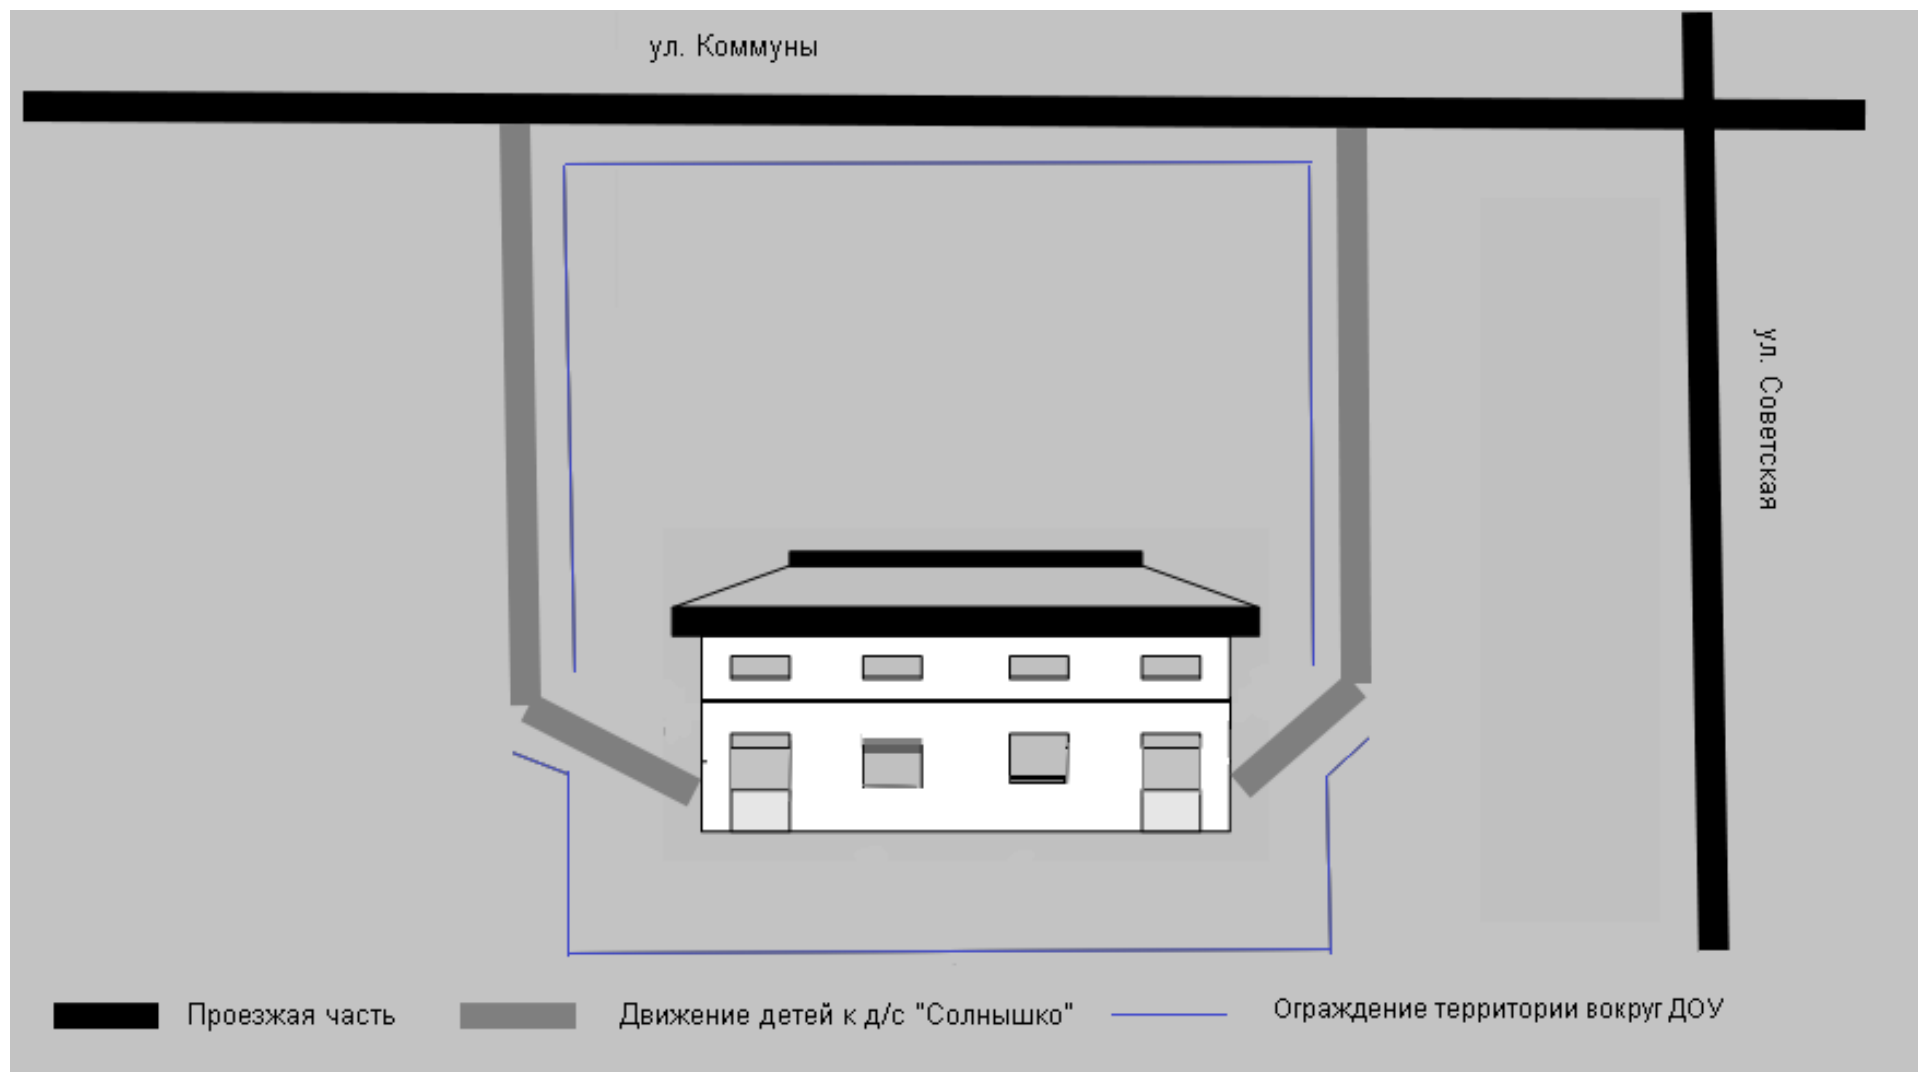 ул. Коммуны
ул. Советская
Проезжая часть
Движение детей к д/с "Солнышко"
Ограждение территории вокруг ДОУ